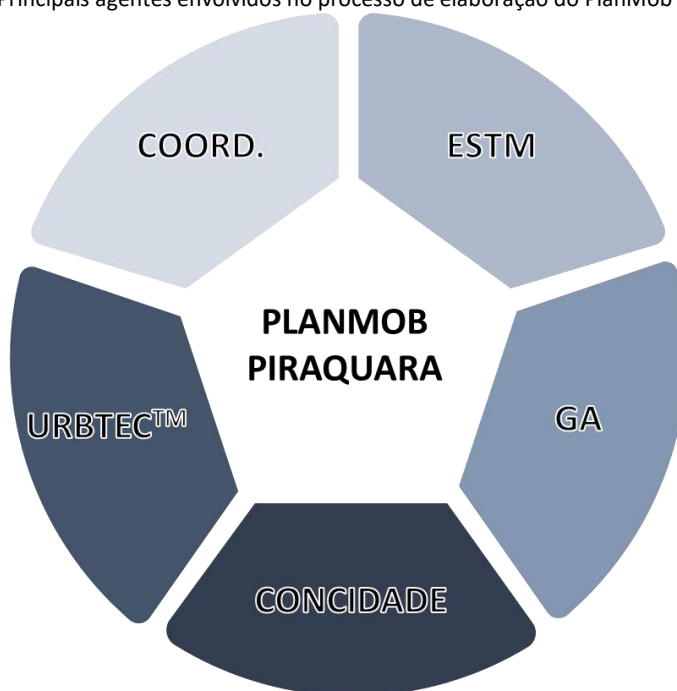 Principais agentes envolvidos no processo de elaboração do PlanMob
COORD.
ESTM
PLANMOB
PIRAQUARA
URBTEC™
GA
CONCIDADE